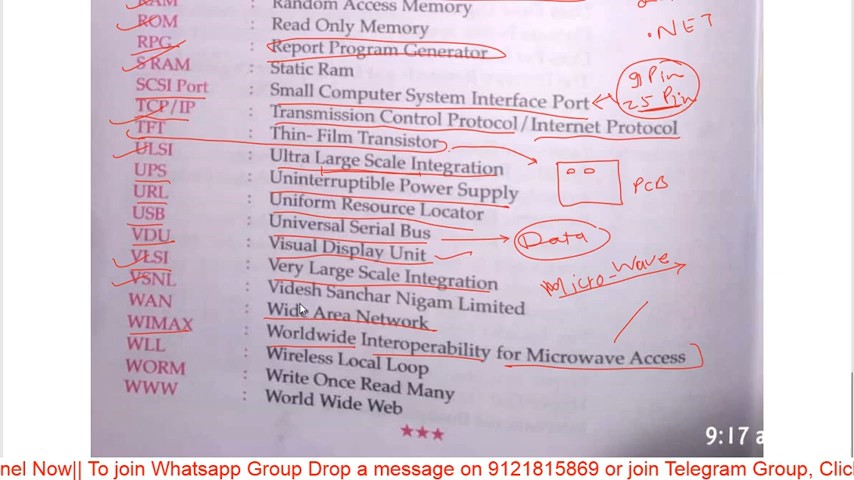 RAM : Random Access Memory
ROM : Read Only Memory
.NET
RPG : Report Program Generator
SRAM : Static Ram
9 Pin
25 Pin
SCSI Port : Small Computer System Interface Port
TCP/IP : Transmission Control Protocol / Internet Protocol
TFT : Thin- Film Transistor
ULSI : Ultra Large Scale Integration
UPS : Uninterruptible Power Supply
PCB
URL : Uniform Resource Locator
USB : Universal Serial Bus
Data
VDU : Visual Display Unit
VLSI : Very Large Scale Integration
Micro-Wave
VSNL : Videsh Sanchar Nigam Limited
WAN : Wide Area Network
WIMAX : Worldwide Interoperability for Microwave Access
WLL : Wireless Local Loop
WORM : Write Once Read Many
WWW : World Wide Web
★★★
9:17 a
nel Now|| To join Whatsapp Group Drop a message on 9121815869 or join Telegram Group, Clic